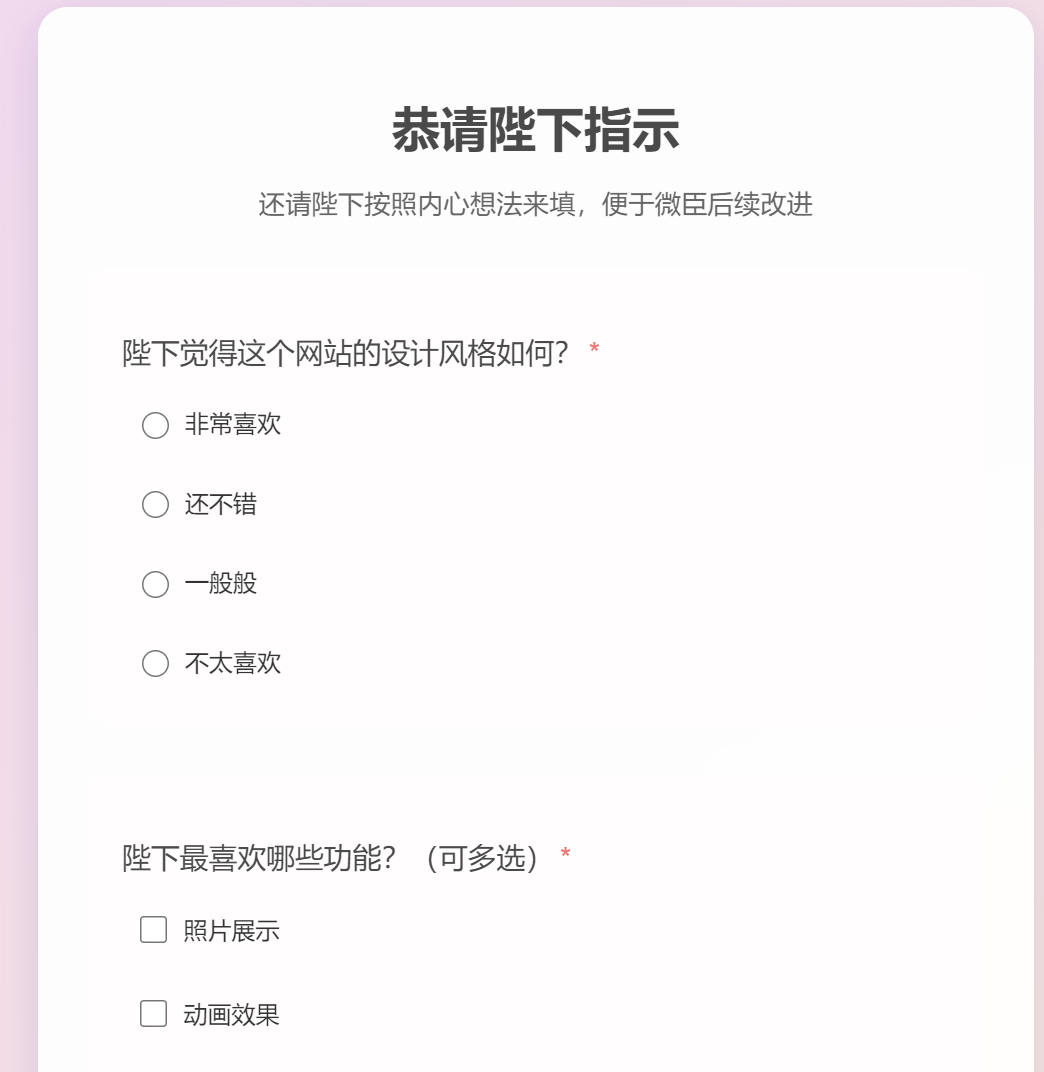 恭请陛下指示
还请陛下按照内心想法来填，便于微臣后续改进
陛下觉得这个网站的设计风格如何？ *
非常喜欢
还不错
一般般
不太喜欢
陛下最喜欢哪些功能？（可多选） *
照片展示
动画效果